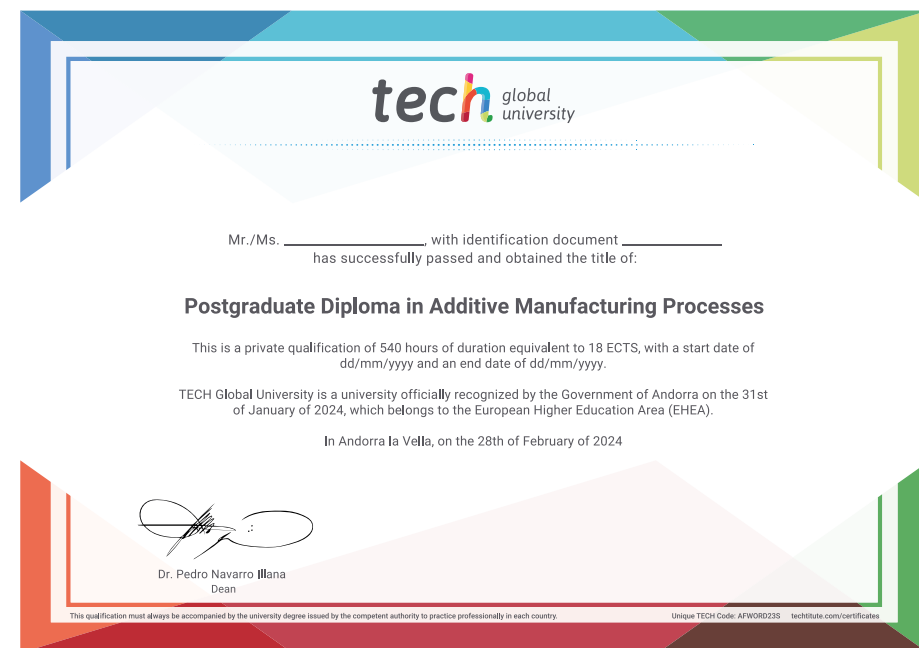 tech global university
Mr./Ms. ______________, with identification document __________
has successfully passed and obtained the title of:
Postgraduate Diploma in Additive Manufacturing Processes
This is a private qualification of 540 hours of duration equivalent to 18 ECTS, with a start date of
dd/mm/yyyy and an end date of dd/mm/yyyy.
TECH Global University is a university officially recognized by the Government of Andorra on the 31st
of January of 2024, which belongs to the European Higher Education Area (EHEA).
In Andorra la Vella, on the 28th of February of 2024
Dr. Pedro Navarro Illana
Dean
This qualification must always be accompanied by the university degree issued by the competent authority to practice professionally in each country.
Unique TECH Code: AFWORD23S techtitute.com/certificates